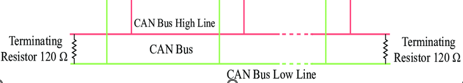 CAN Bus High Line
Terminating
Resistor 120 Ω
CAN Bus
Terminating
Resistor 120 Ω
CAN Bus Low Line